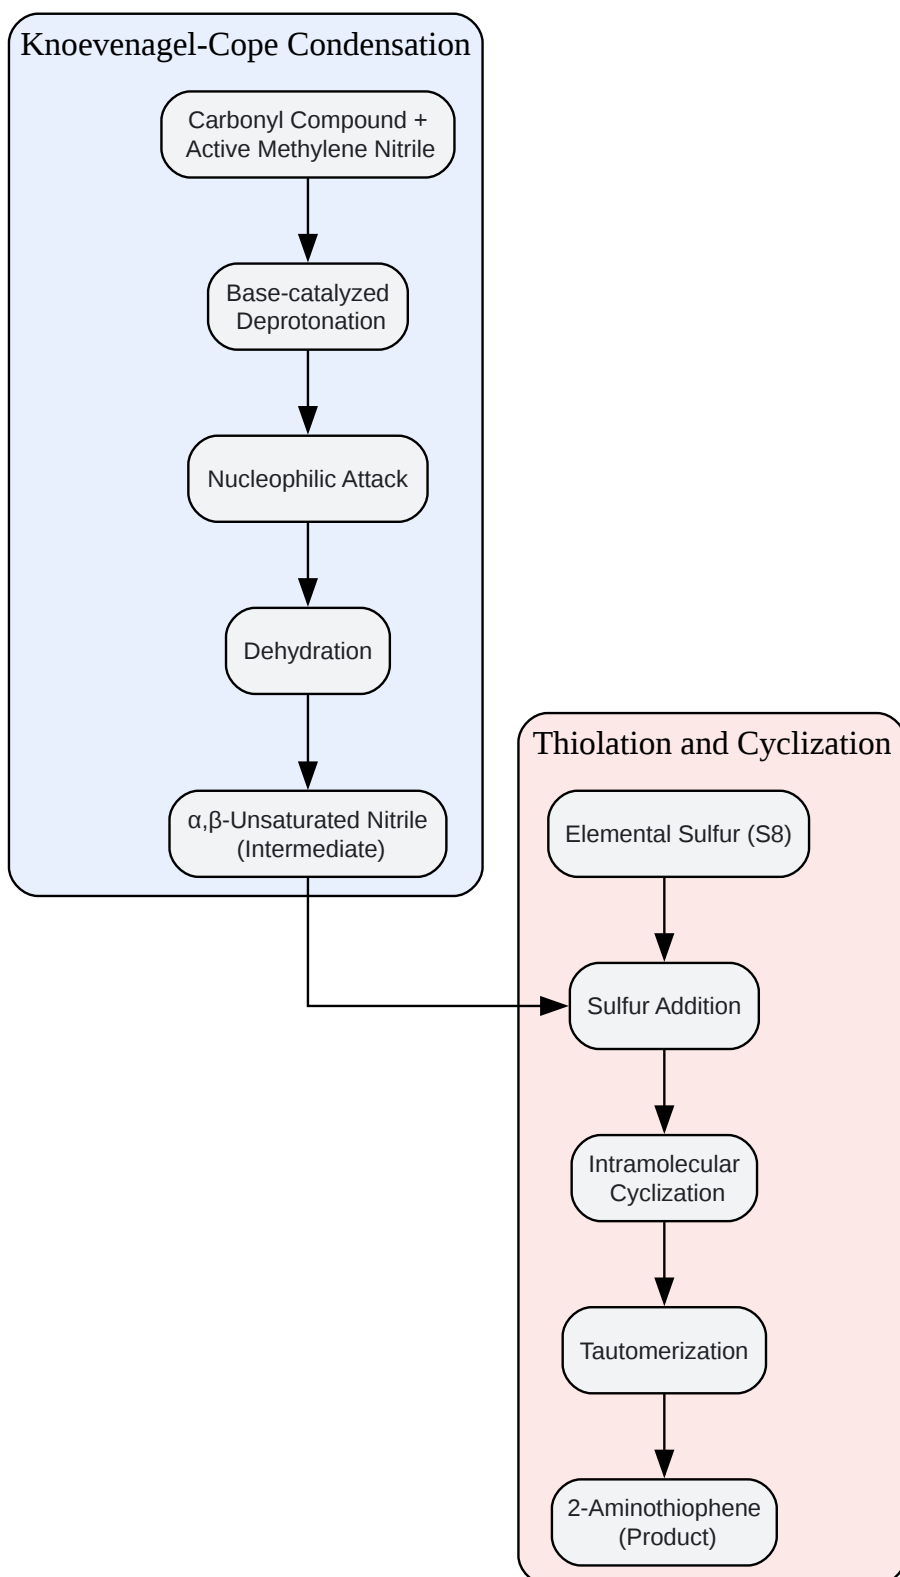 Knoevenagel-Cope Condensation
Carbonyl Compound +
Active Methylene Nitrile
Base-catalyzed
Deprotonation
Nucleophilic Attack
Dehydration
α,β-Unsaturated Nitrile
(Intermediate)
Thiolation and Cyclization
Elemental Sulfur (S8)
Sulfur Addition
Intramolecular
Cyclization
Tautomerization
2-Aminothiophene
(Product)